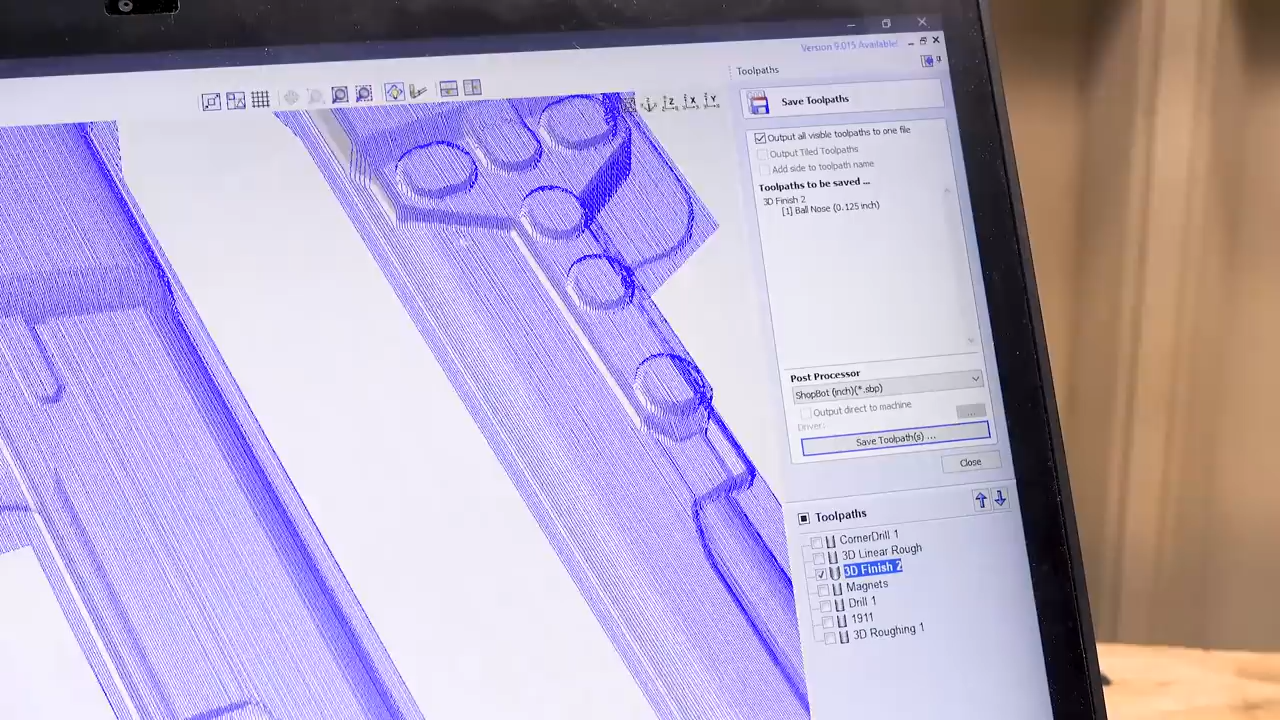 Version 9.015 Available!
Toolpaths
Save Toolpaths
Output all visible toolpaths to one file
Output Tiled Toolpaths
Add side to toolpath name
Toolpaths to be saved ...
3D Finish 2
[1] Ball Nose (0.125 inch)
Post Processor
ShopBot (inch)(*.sbp)
Output direct to machine
...
Driver:
Save Toolpath(s) ...
Close
Toolpaths
CornerDrill 1
3D Linear Rough
3D Finish 2
Magnets
Drill 1
1911
3D Roughing 1